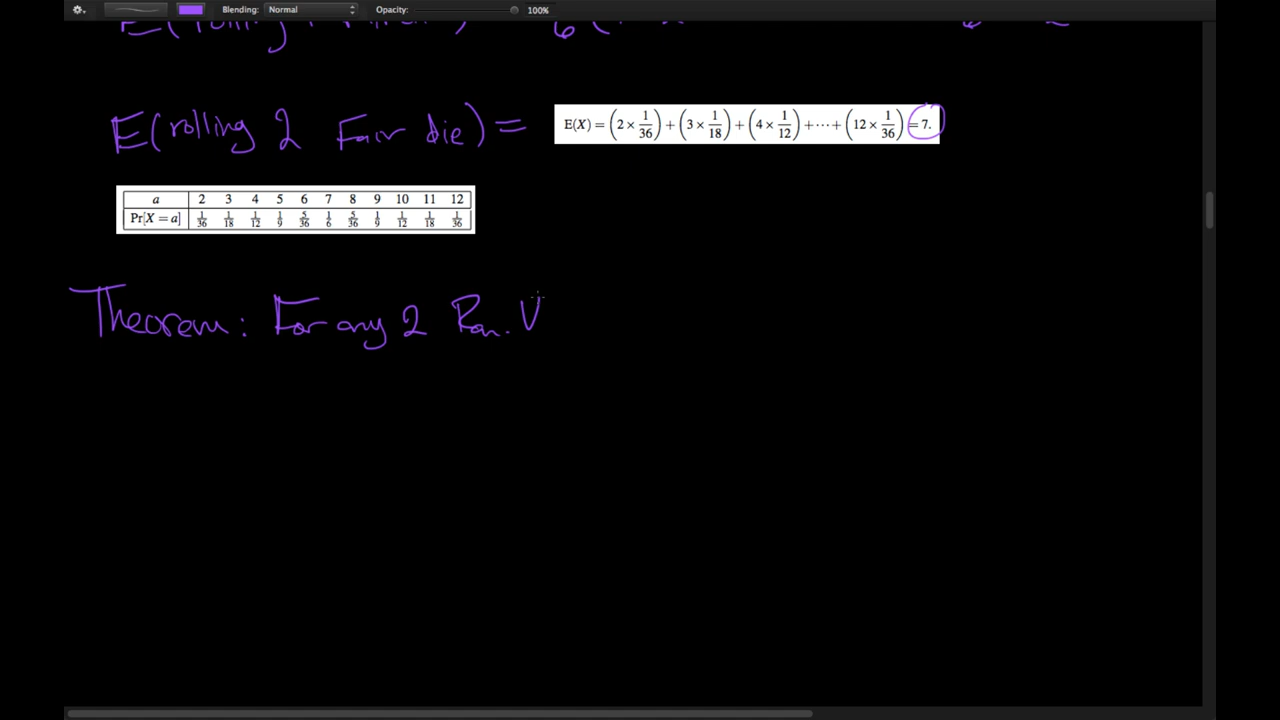 Blending: Normal Opacity: 100%
E(rolling
E(rolling 2 Fair die) = E(X) = (2 × 1/36) + (3 × 1/18) + (4 × 1/12) + ··· + (12 × 1/36) = 7.
a 2 3 4 5 6 7 8 9 10 11 12
Pr[X = a] 1/36 1/18 1/12 1/9 5/36 1/6 5/36 1/9 1/12 1/18 1/36
Theorem: For any 2 Ran. V